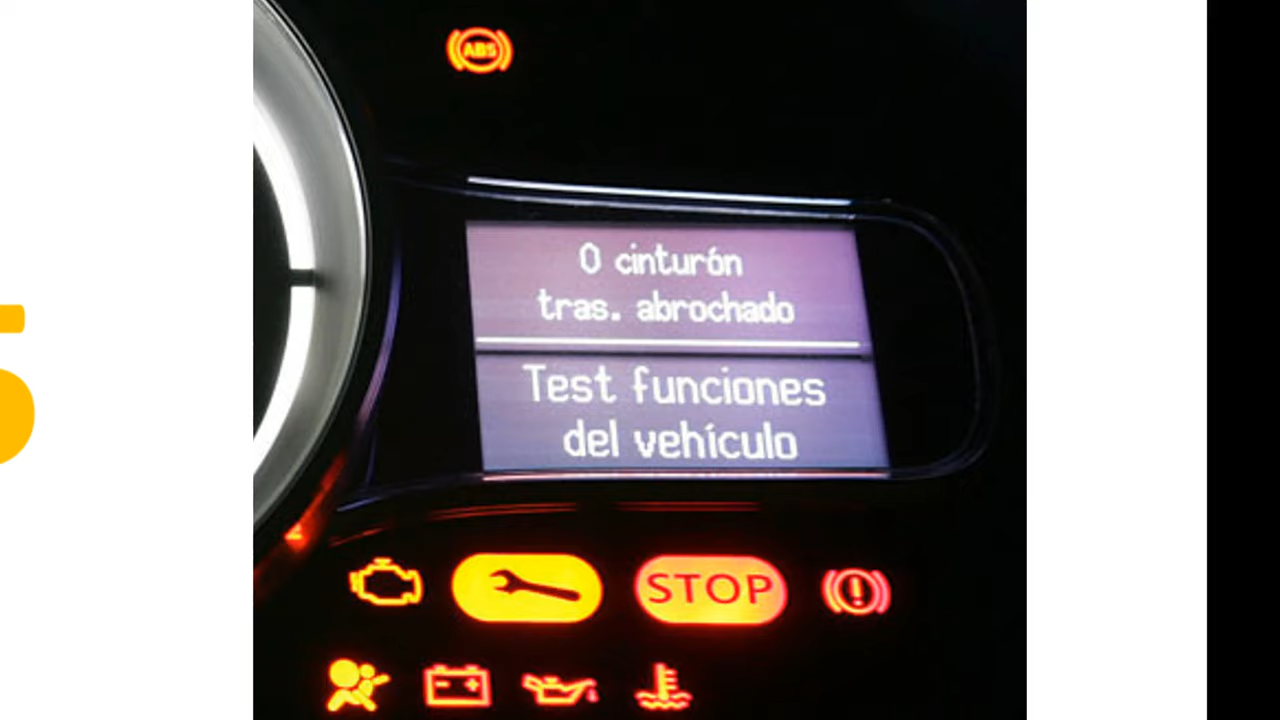 ABS
0 cinturón
tras. abrochado
Test funciones
del vehículo
STOP